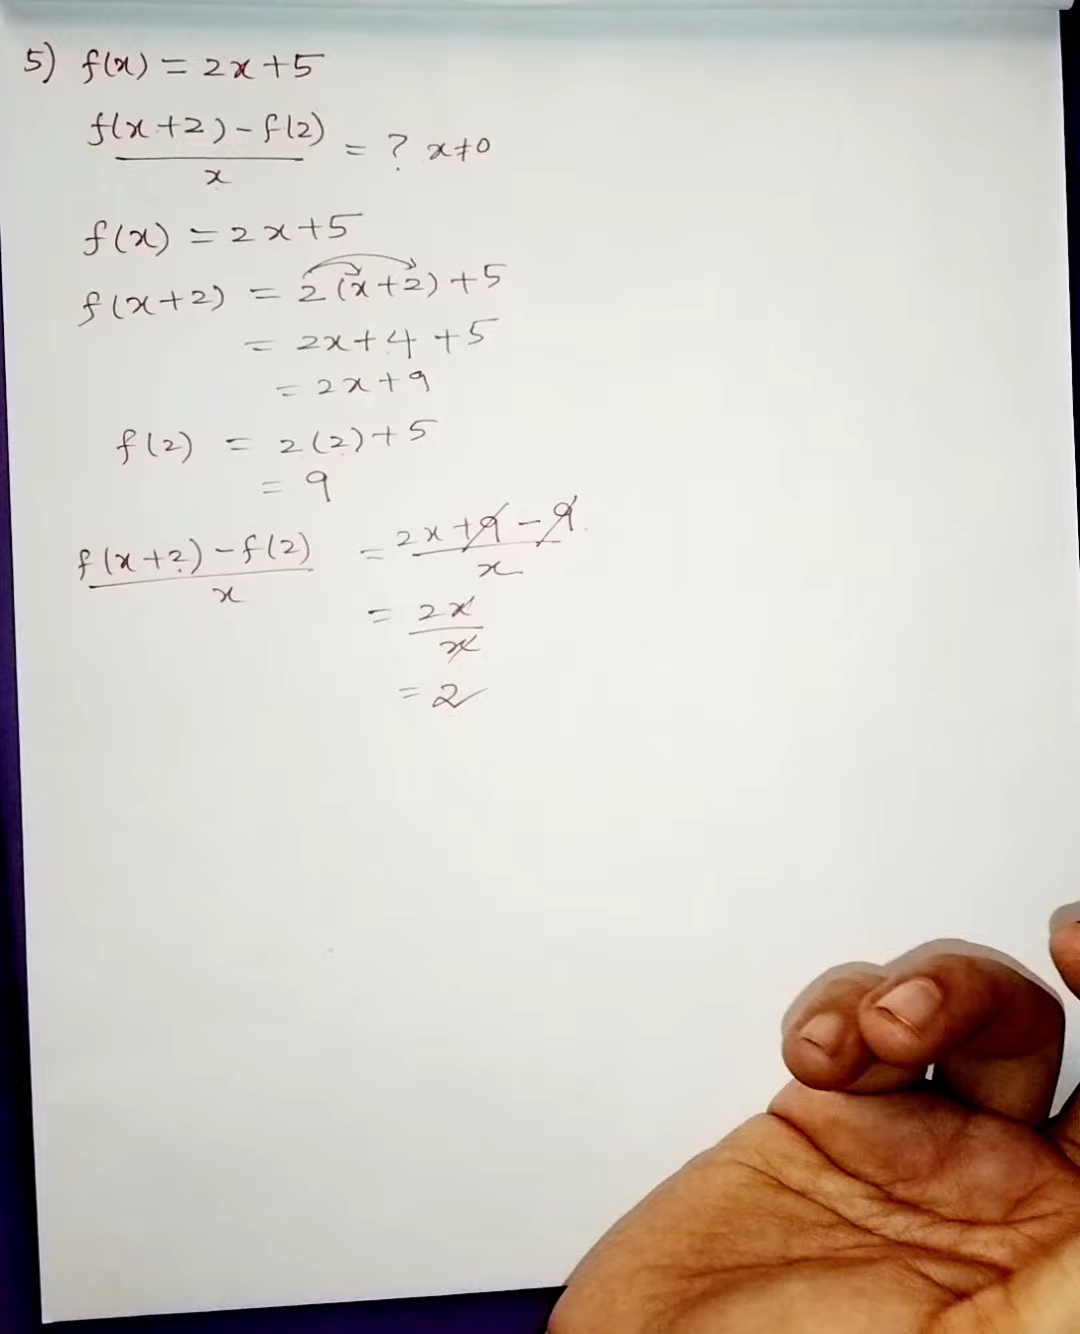 5) f(x) = 2x+5
f(x+2) - f(2) / x = ? x≠0
f(x) = 2x+5
f(x+2) = 2(x+2)+5
= 2x+4+5
= 2x+9
f(2) = 2(2)+5
= 9
f(x+2) - f(2) / x = 2x+9-9 / x
= 2x / x
= 2